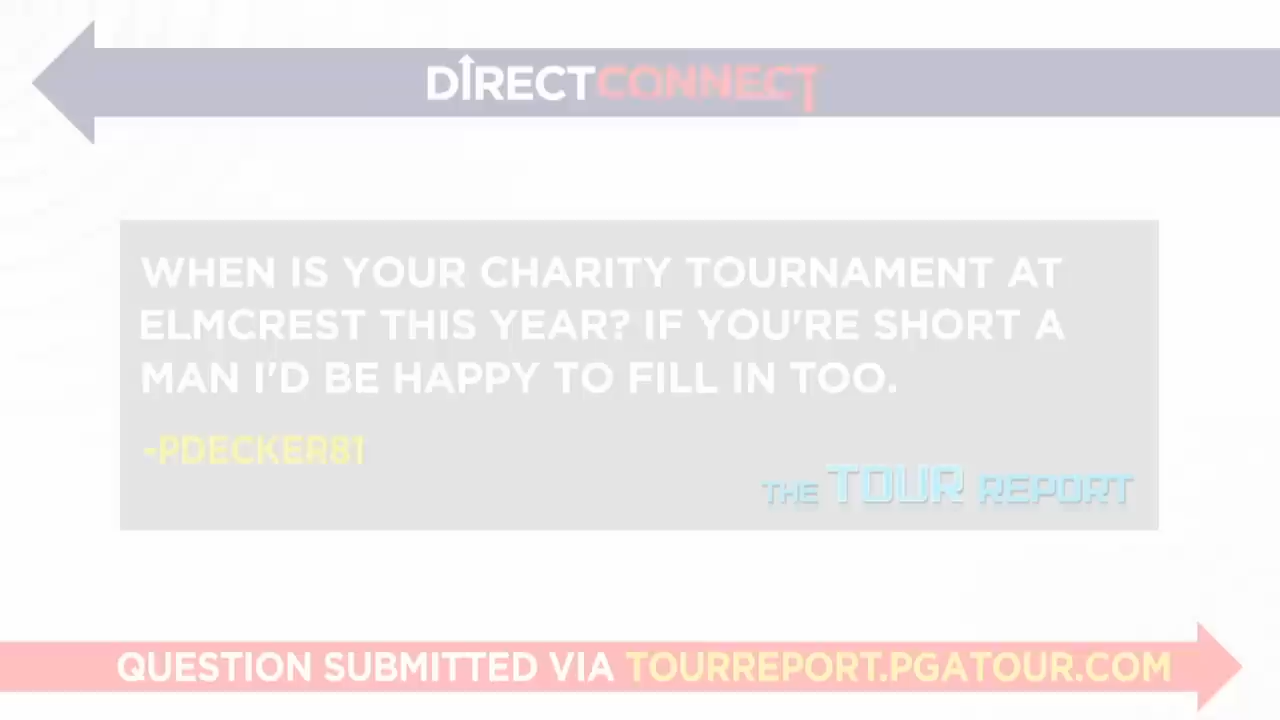 DIRECTCONNECT
WHEN IS YOUR CHARITY TOURNAMENT AT
ELMCREST THIS YEAR? IF YOU'RE SHORT A
MAN I'D BE HAPPY TO FILL IN TOO.
-PDECKER81
THE TOUR REPORT
QUESTION SUBMITTED VIA TOURREPORT.PGATOUR.COM